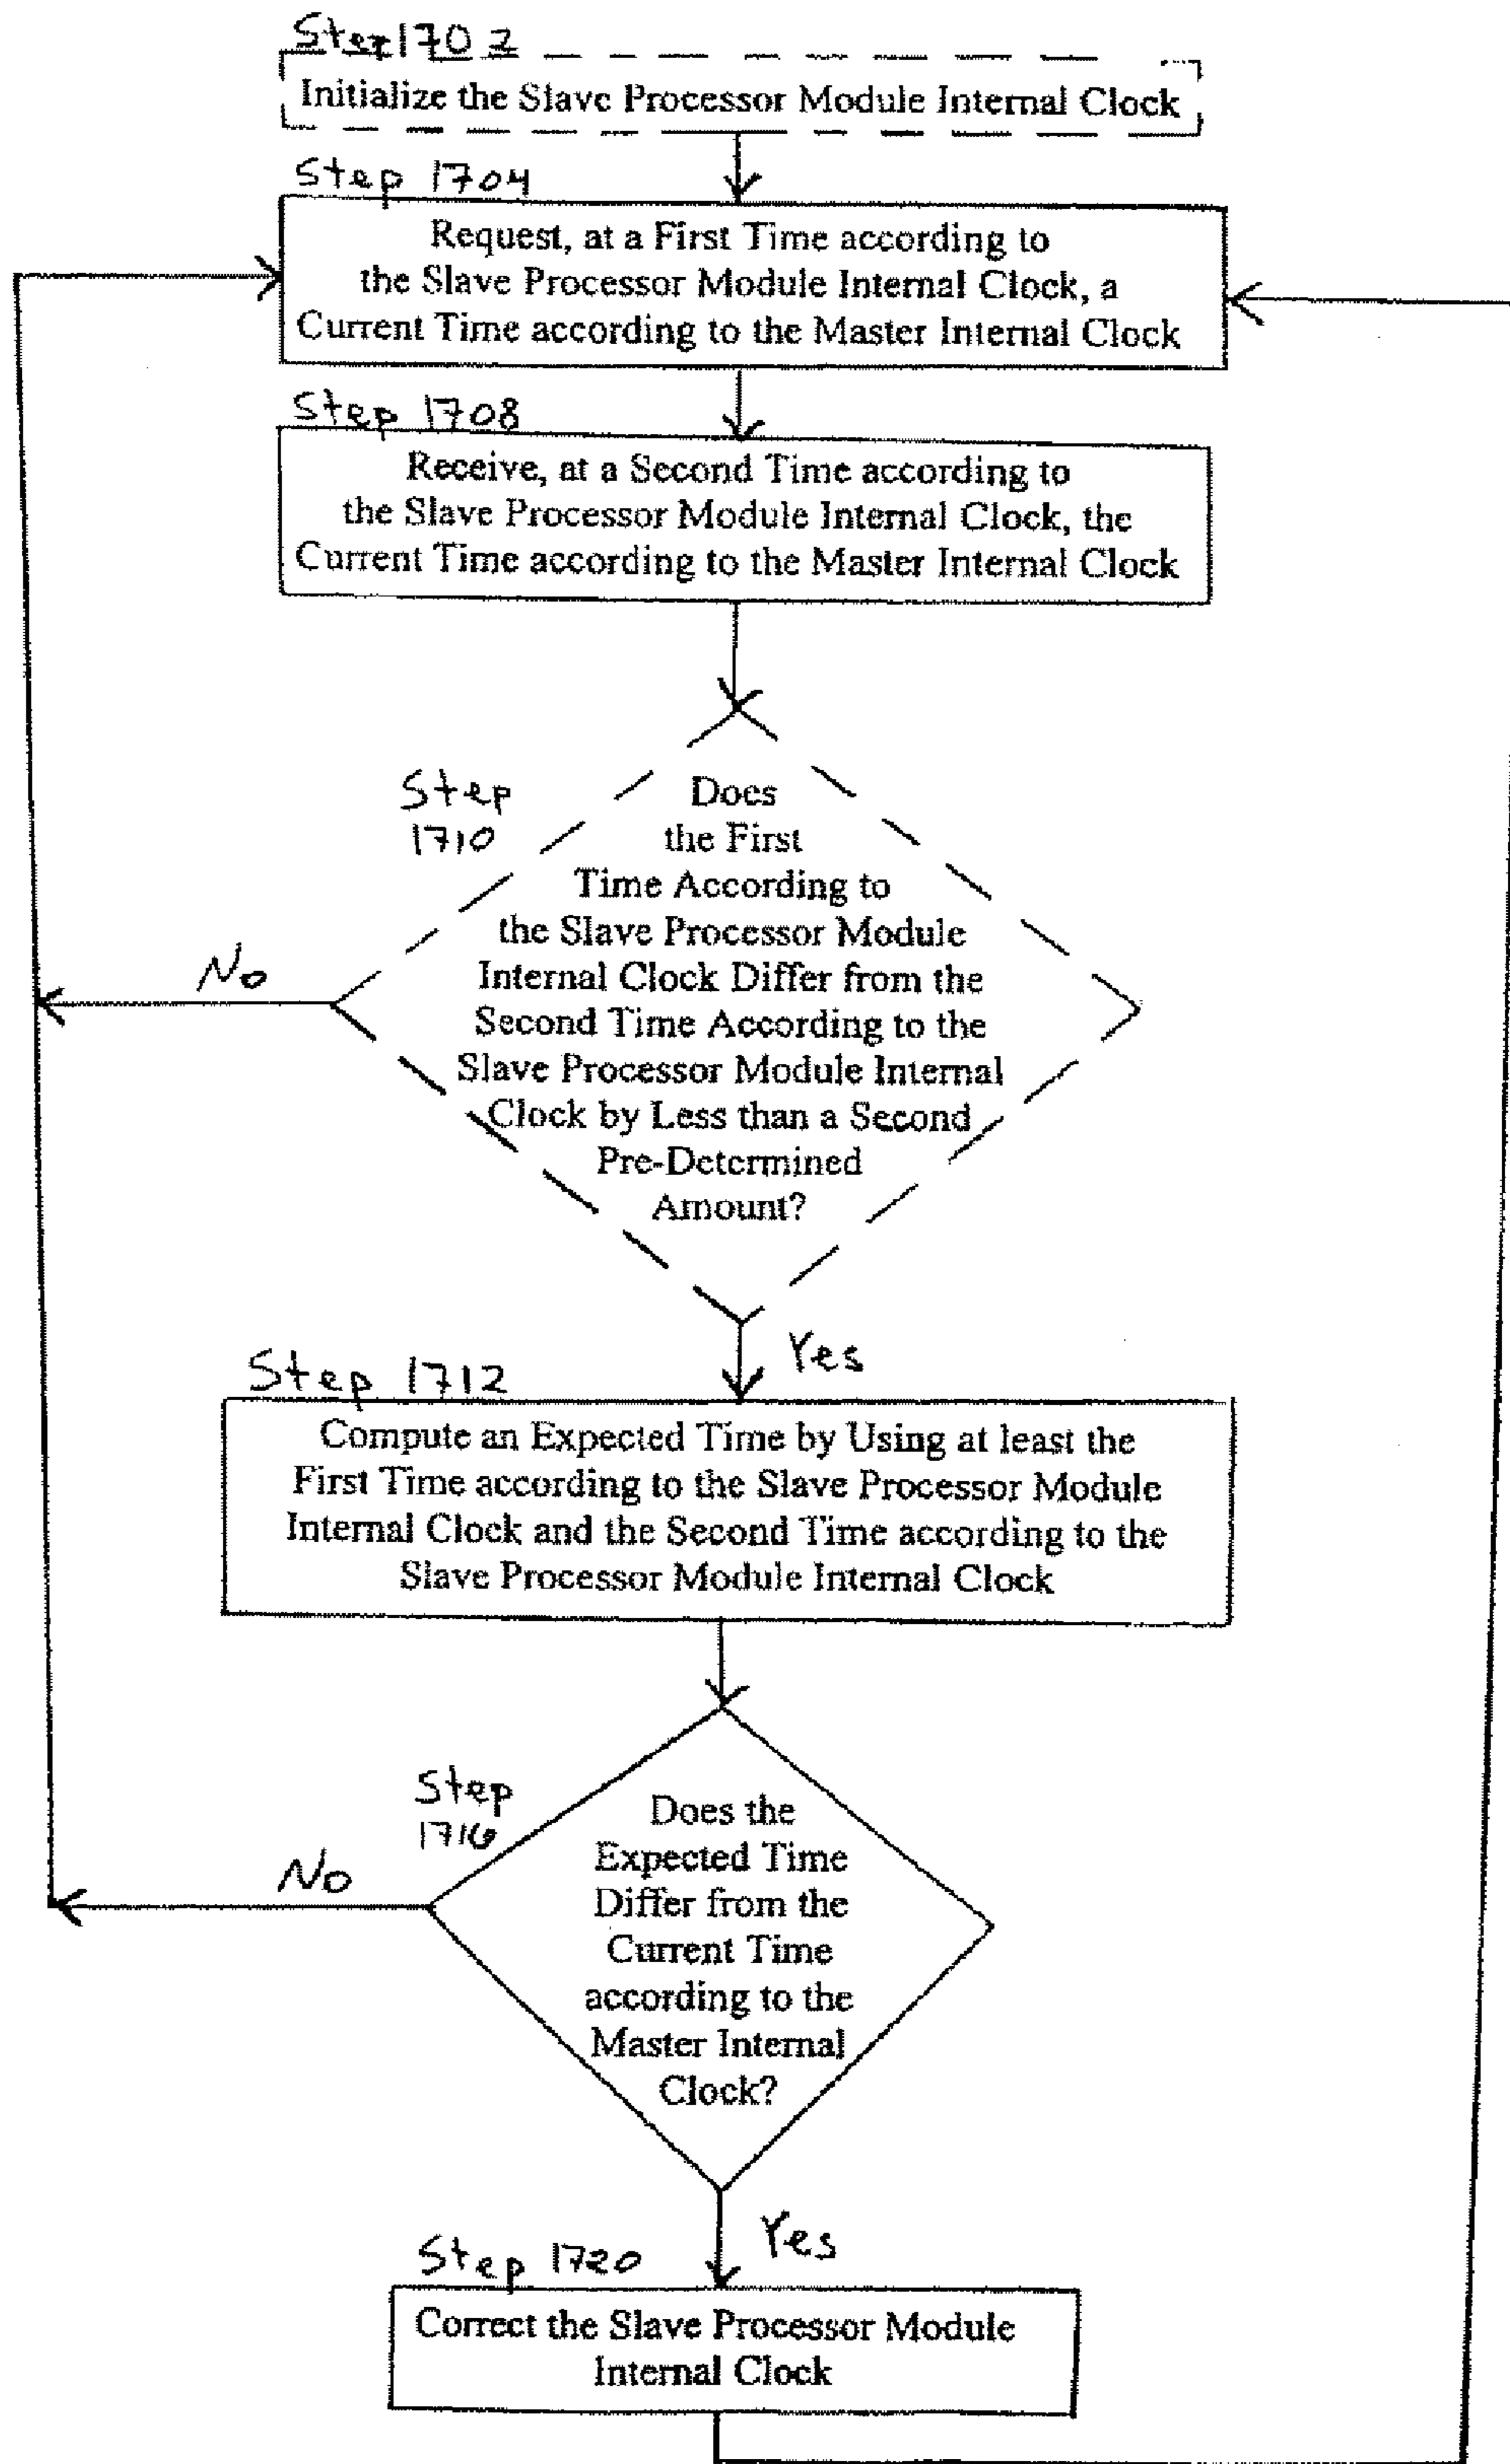 Step 1702
Initialize the Slave Processor Module Internal Clock
Step 1704
Request, at a First Time according to
the Slave Processor Module Internal Clock, a
Current Time according to the Master Internal Clock
Step 1708
Receive, at a Second Time according to
the Slave Processor Module Internal Clock, the
Current Time according to the Master Internal Clock
Step
1710
Does
the First
Time According to
the Slave Processor Module
Internal Clock Differ from the
Second Time According to the
Slave Processor Module Internal
Clock by Less than a Second
Pre-Determined
Amount?
No
Yes
Step 1712
Compute an Expected Time by Using at least the
First Time according to the Slave Processor Module
Internal Clock and the Second Time according to the
Slave Processor Module Internal Clock
Step
1716
Does the
Expected Time
Differ from the
Current Time
according to the
Master Internal
Clock?
No
Yes
Step 1720
Correct the Slave Processor Module
Internal Clock